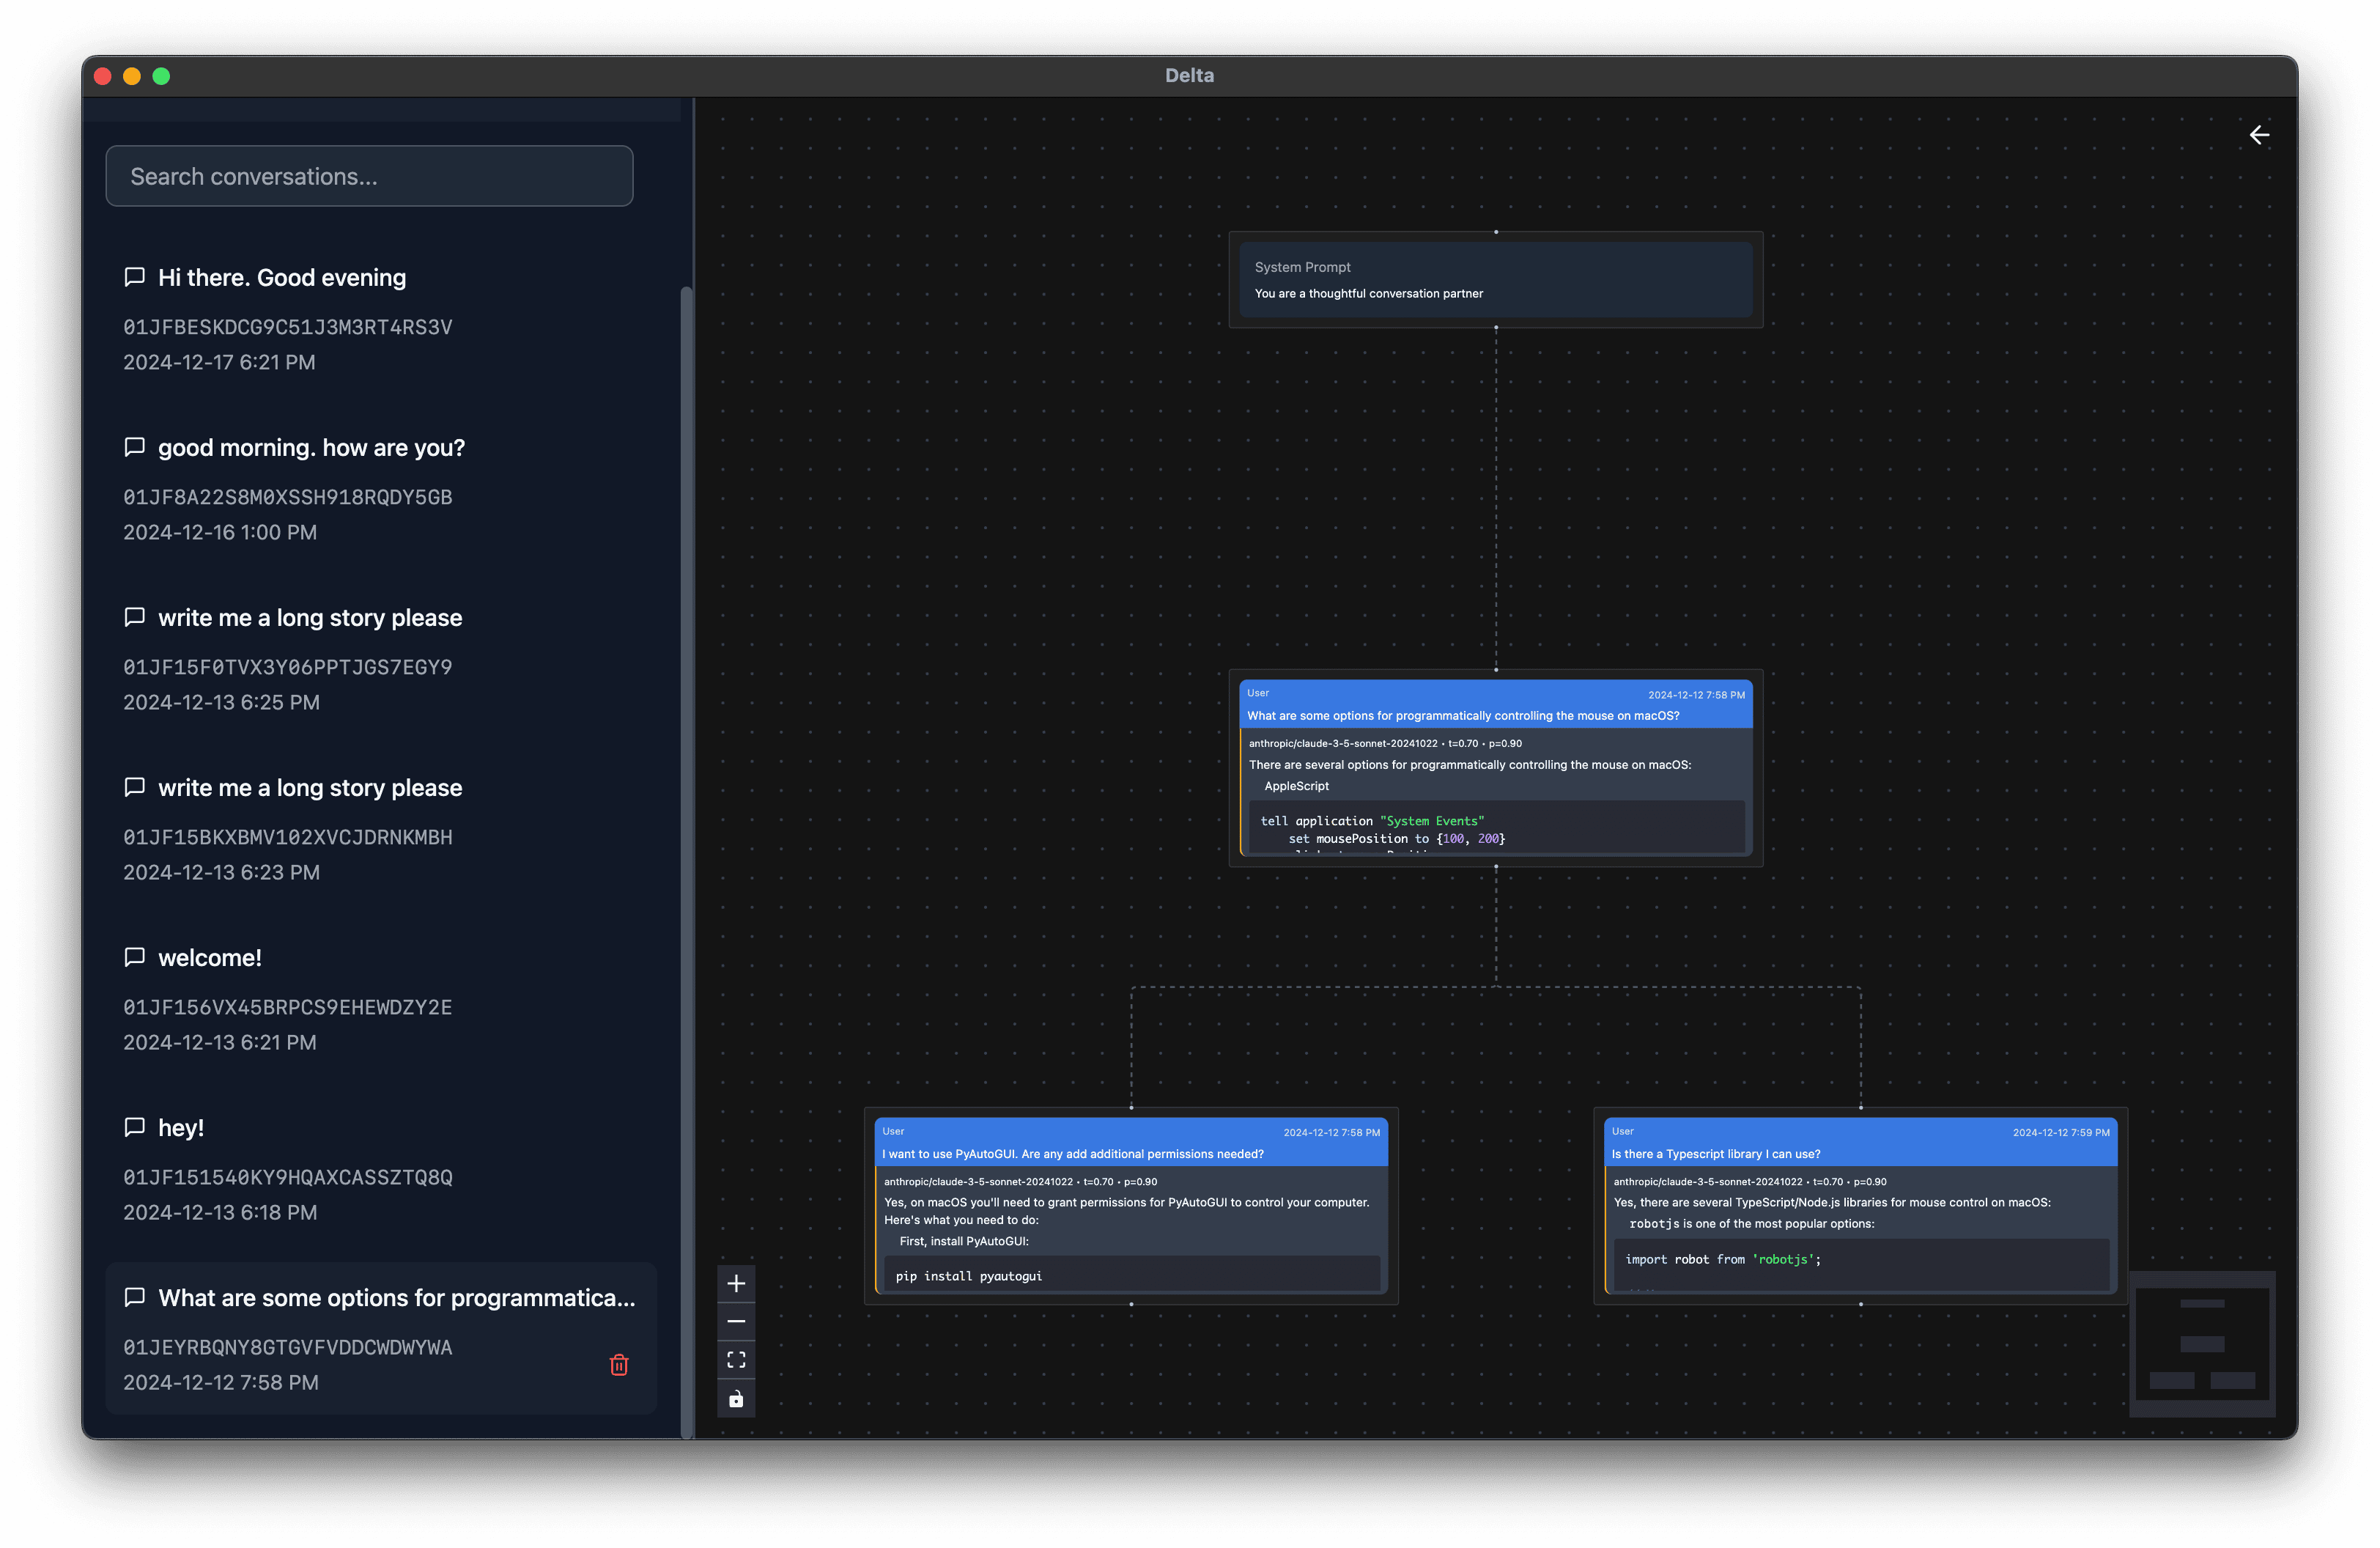 Delta
Search conversations...
Hi there. Good evening
01JFBESKDCG9C51J3M3RT4RS3V
2024-12-17 6:21 PM
good morning. how are you?
01JF8A22S8M0XSSH918RQDY5GB
2024-12-16 1:00 PM
write me a long story please
01JF15F0TVX3Y06PPTJGS7EGY9
2024-12-13 6:25 PM
write me a long story please
01JF15BKXBMV102XVCJDRNKMBH
2024-12-13 6:23 PM
welcome!
01JF156VX45BRPCS9EHEWDZY2E
2024-12-13 6:21 PM
hey!
01JF151540KY9HQAXCASSZTQ8Q
2024-12-13 6:18 PM
What are some options for programmatica...
01JEYRBQNY8GTGVFVDDCWDWYWA
2024-12-12 7:58 PM
System Prompt
You are a thoughtful conversation partner
User
2024-12-12 7:58 PM
What are some options for programmatically controlling the mouse on macOS?
anthropic/claude-3-5-sonnet-20241022 • t=0.70 • p=0.90
There are several options for programmatically controlling the mouse on macOS:
AppleScript
tell application "System Events"
set mousePosition to {100, 200}
User
2024-12-12 7:58 PM
I want to use PyAutoGUI. Are any add additional permissions needed?
anthropic/claude-3-5-sonnet-20241022 • t=0.70 • p=0.90
Yes, on macOS you'll need to grant permissions for PyAutoGUI to control your computer.
Here's what you need to do:
First, install PyAutoGUI:
pip install pyautogui
User
2024-12-12 7:59 PM
Is there a Typescript library I can use?
anthropic/claude-3-5-sonnet-20241022 • t=0.70 • p=0.90
Yes, there are several TypeScript/Node.js libraries for mouse control on macOS:
robotjs is one of the most popular options:
import robot from 'robotjs';